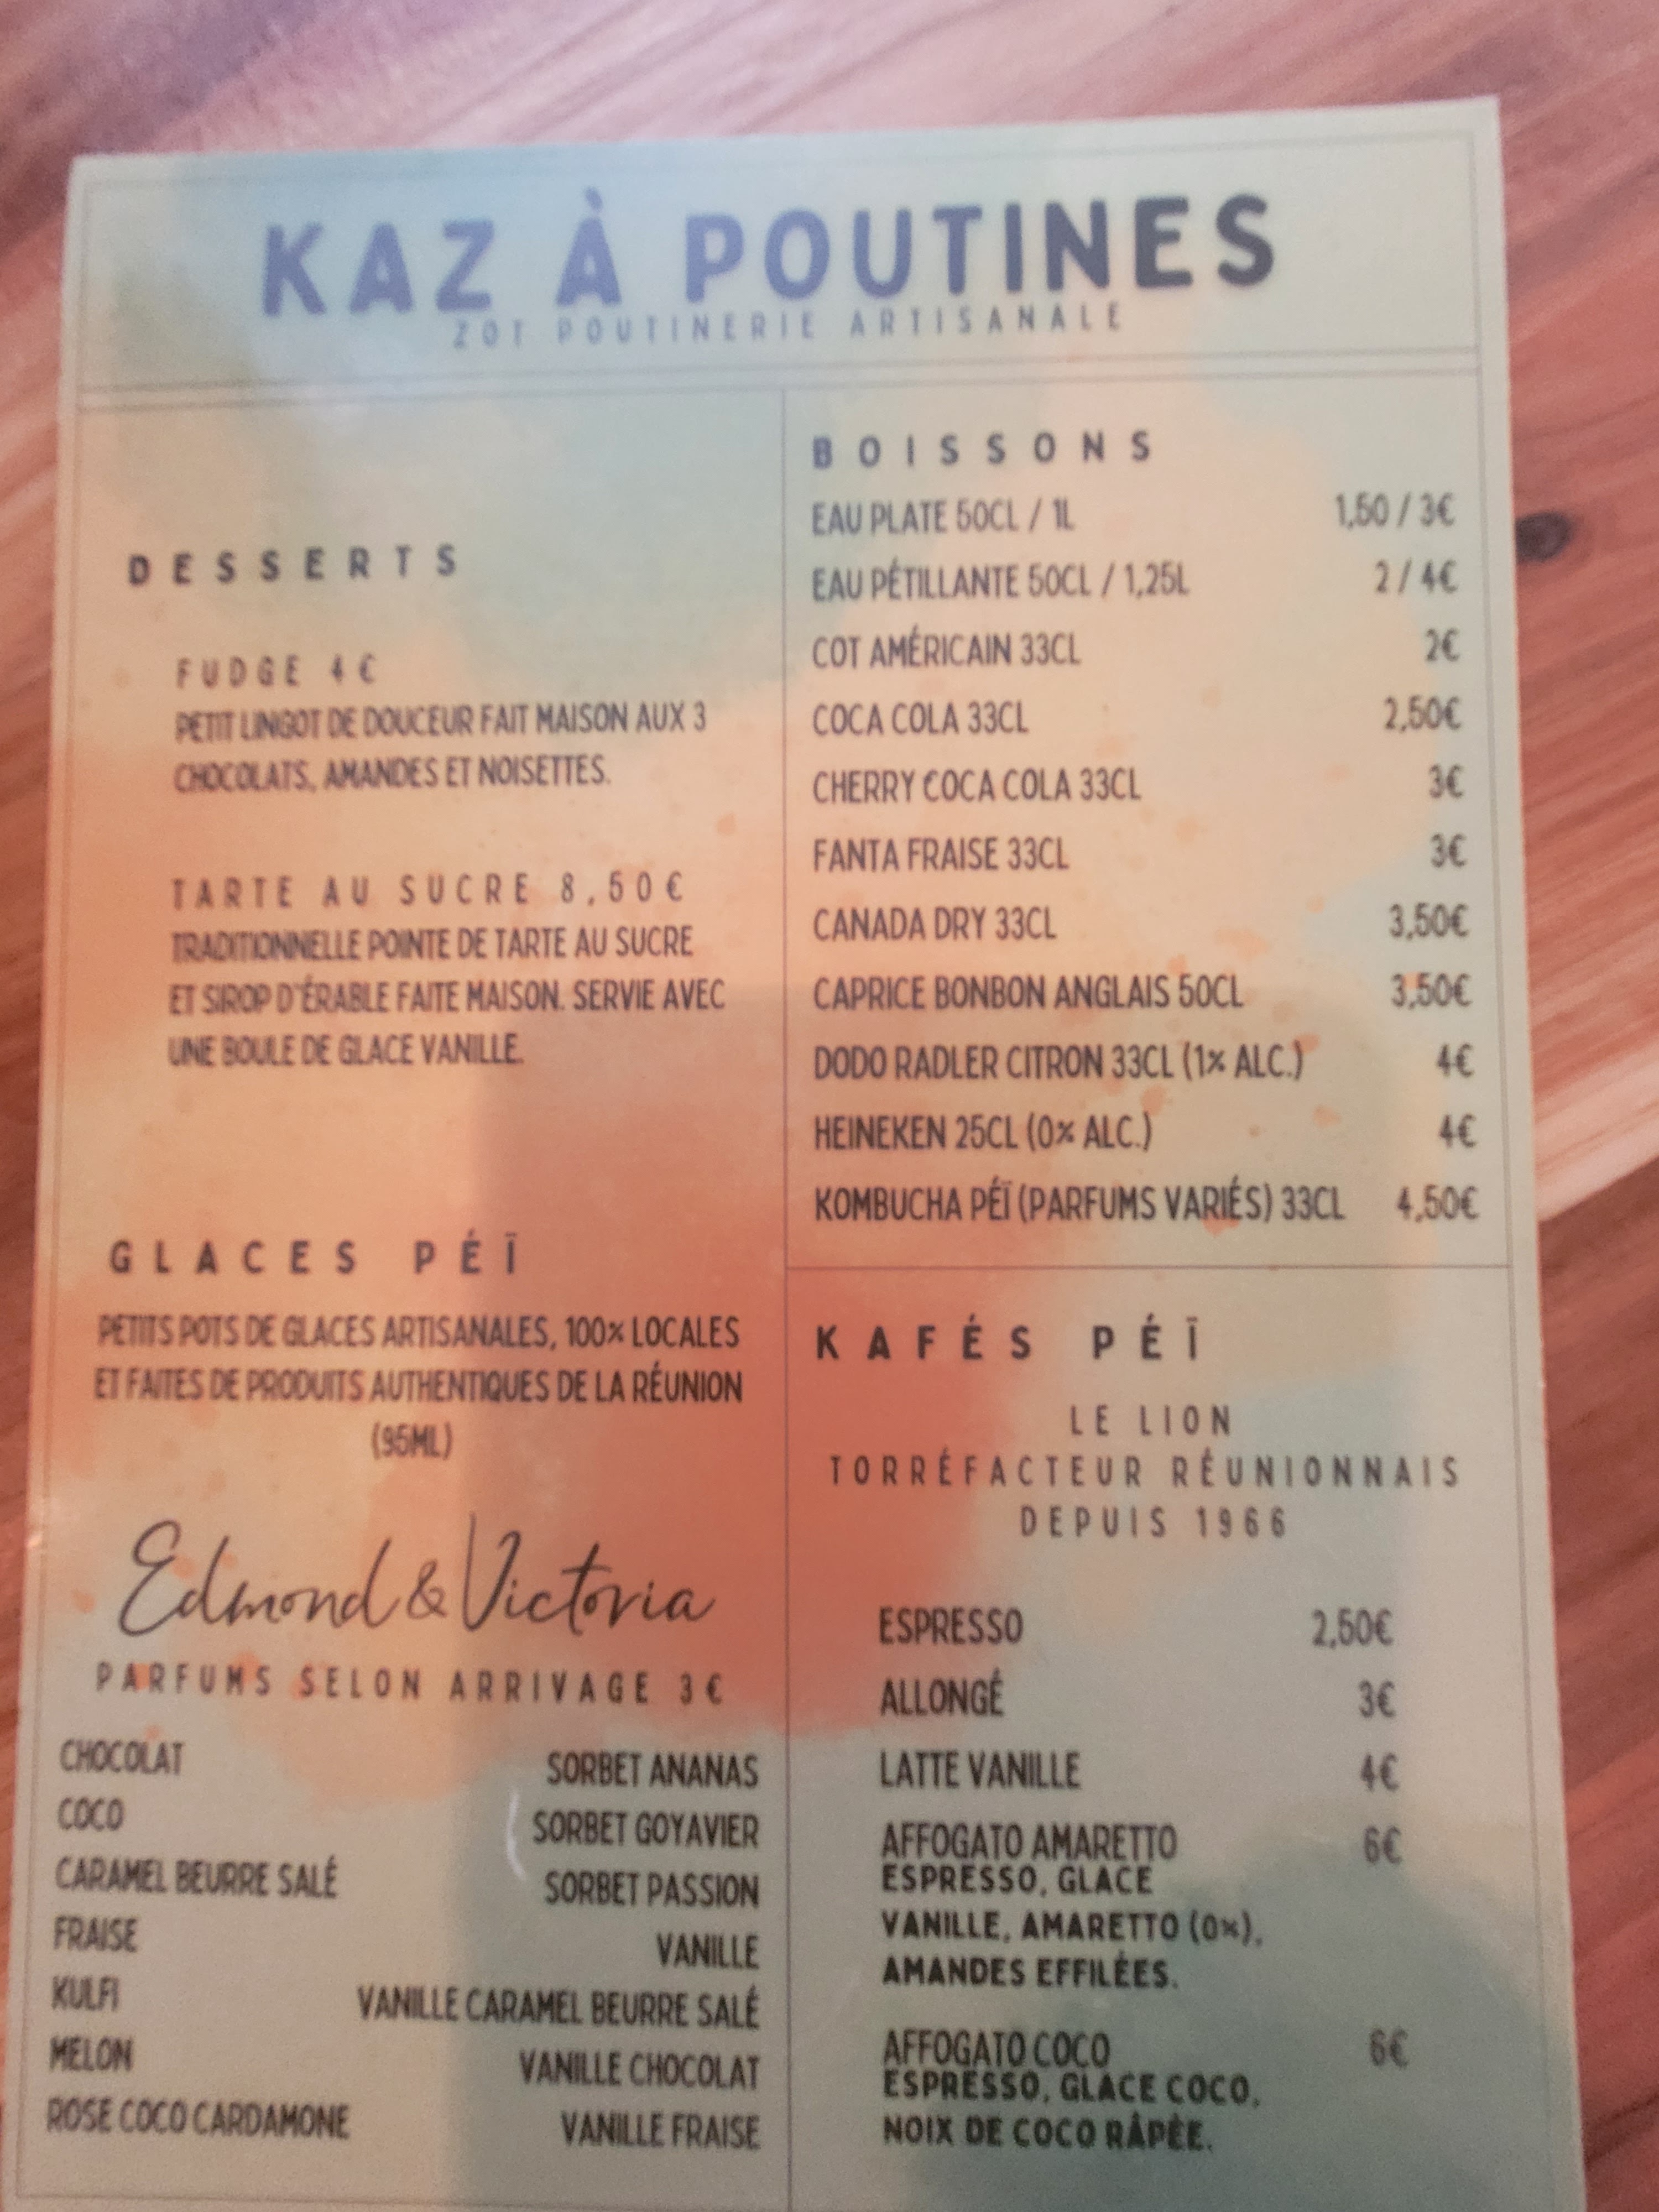 KAZ À POUTINES
ZOT POUTINERIE ARTISANALE
DESSERTS
FUDGE 4€
PETIT LINGOT DE DOUCEUR FAIT MAISON AUX 3
CHOCOLATS, AMANDES ET NOISETTES.
TARTE AU SUCRE 8,50€
TRADITIONNELLE POINTE DE TARTE AU SUCRE
ET SIROP D'ÉRABLE FAITE MAISON. SERVIE AVEC
UNE BOULE DE GLACE VANILLE.
GLACES PÉÏ
PETITS POTS DE GLACES ARTISANALES, 100% LOCALES
ET FAITES DE PRODUITS AUTHENTIQUES DE LA RÉUNION
(95ML)
Edmond & Victoria
PARFUMS SELON ARRIVAGE 3€
CHOCOLAT
COCO
CARAMEL BEURRE SALÉ
FRAISE
KULFI
MELON
ROSE COCO CARDAMONE
SORBET ANANAS
SORBET GOYAVIER
SORBET PASSION
VANILLE
VANILLE CARAMEL BEURRE SALÉ
VANILLE CHOCOLAT
VANILLE FRAISE
BOISSONS
EAU PLATE 50CL / 1L 1,50 / 3€
EAU PÉTILLANTE 50CL / 1,25L 2 / 4€
COT AMÉRICAIN 33CL 2€
COCA COLA 33CL 2,50€
CHERRY COCA COLA 33CL 3€
FANTA FRAISE 33CL 3€
CANADA DRY 33CL 3,50€
CAPRICE BONBON ANGLAIS 50CL 3,50€
DODO RADLER CITRON 33CL (1% ALC.) 4€
HEINEKEN 25CL (0% ALC.) 4€
KOMBUCHA PÉÏ (PARFUMS VARIÉS) 33CL 4,50€
KAFÉS PÉÏ
LE LION
TORRÉFACTEUR RÉUNIONNAIS
DEPUIS 1966
ESPRESSO 2,50€
ALLONGÉ 3€
LATTE VANILLE 4€
AFFOGATO AMARETTO 6€
ESPRESSO, GLACE
VANILLE, AMARETTO (0%),
AMANDES EFFILÉES.
AFFOGATO COCO 6€
ESPRESSO, GLACE COCO,
NOIX DE COCO RÂPÉE.